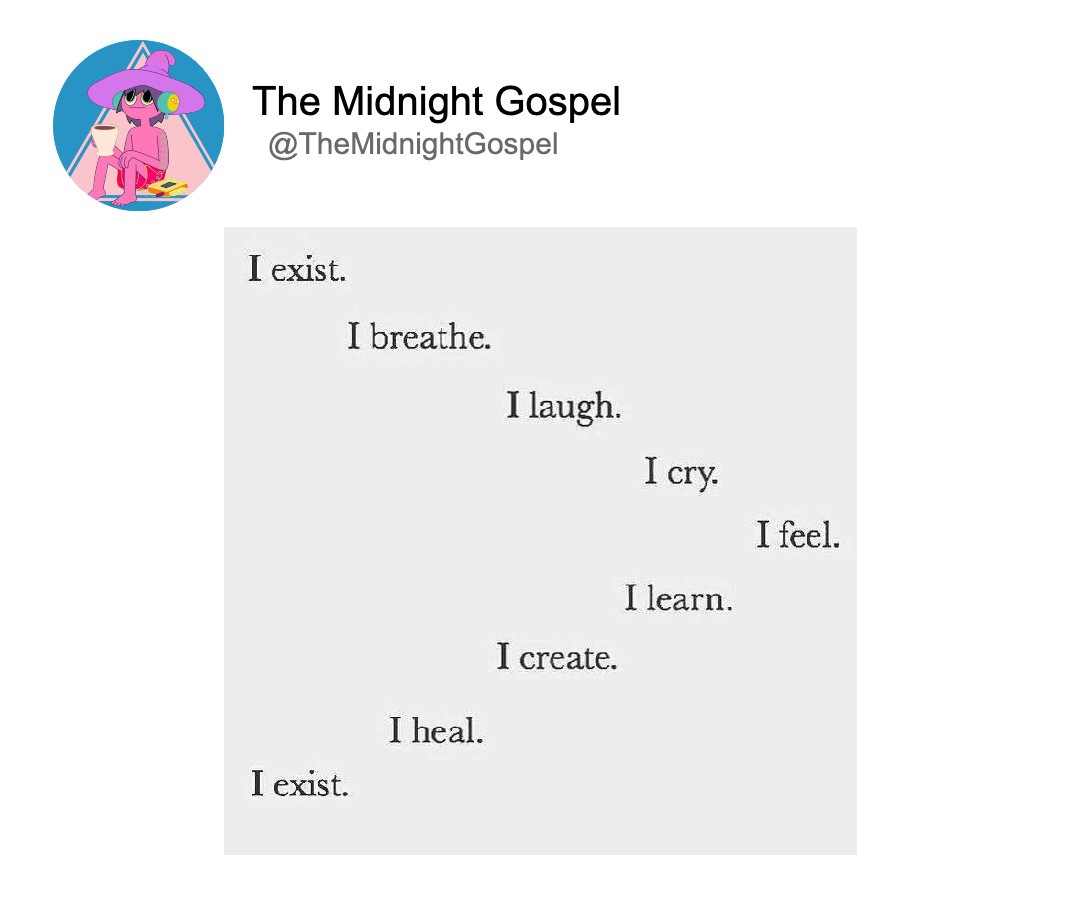 The Midnight Gospel
@TheMidnightGospel
I exist.
I breathe.
I laugh.
I cry.
I feel.
I learn.
I create.
I heal.
I exist.